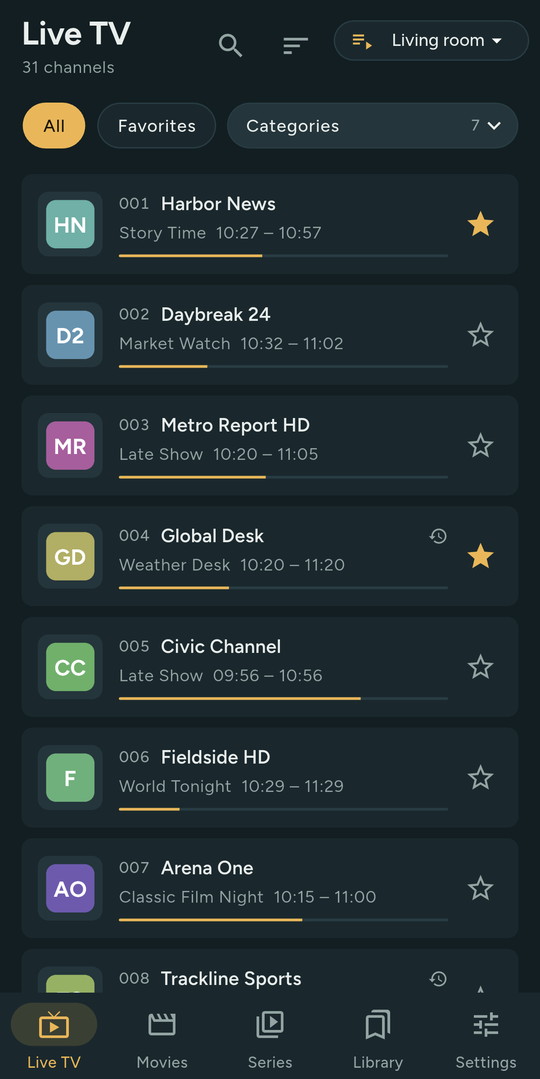 Live TV
31 channels
Living room
All
Favorites
Categories
7
HN
001 Harbor News
Story Time 10:27 – 10:57
D2
002 Daybreak 24
Market Watch 10:32 – 11:02
MR
003 Metro Report HD
Late Show 10:20 – 11:05
GD
004 Global Desk
Weather Desk 10:20 – 11:20
CC
005 Civic Channel
Late Show 09:56 – 10:56
F
006 Fieldside HD
World Tonight 10:29 – 11:29
AO
007 Arena One
Classic Film Night 10:15 – 11:00
008 Trackline Sports
Live TV
Movies
Series
Library
Settings